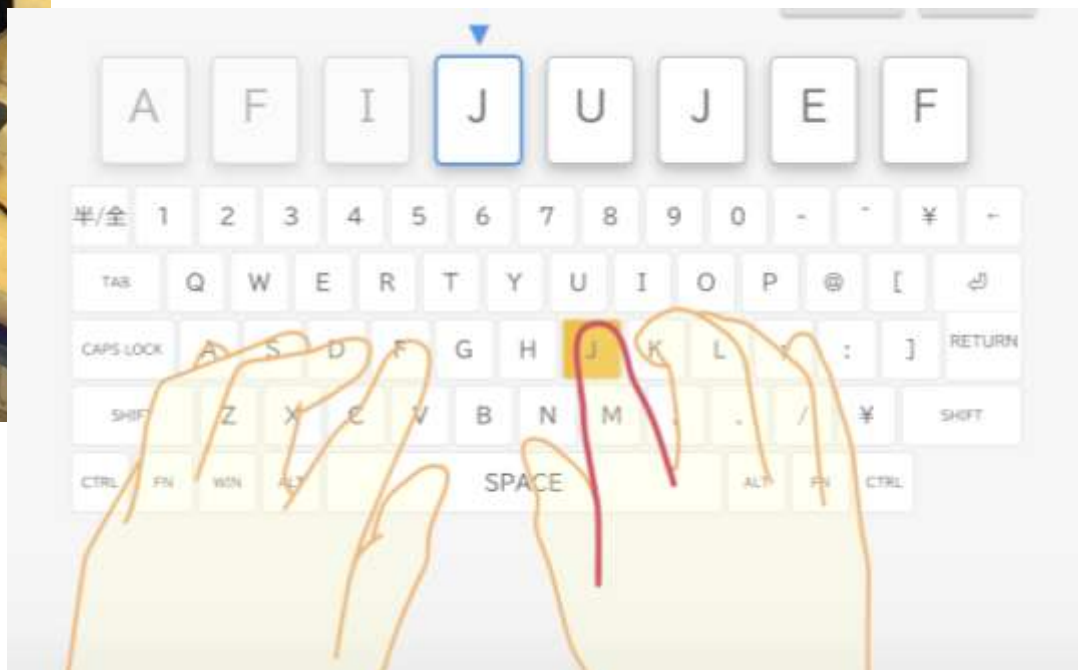 A F I J U J E F
半/全 1 2 3 4 5 6 7 8 9 0 - ^ ¥ ←
TAB Q W E R T Y U I O P @ [ ⏎
CAPS LOCK A S D F G H J K L ; : ] RETURN
SHIFT Z X C V B N M , . / ¥ SHIFT
CTRL FN WIN ALT SPACE ALT FN CTRL